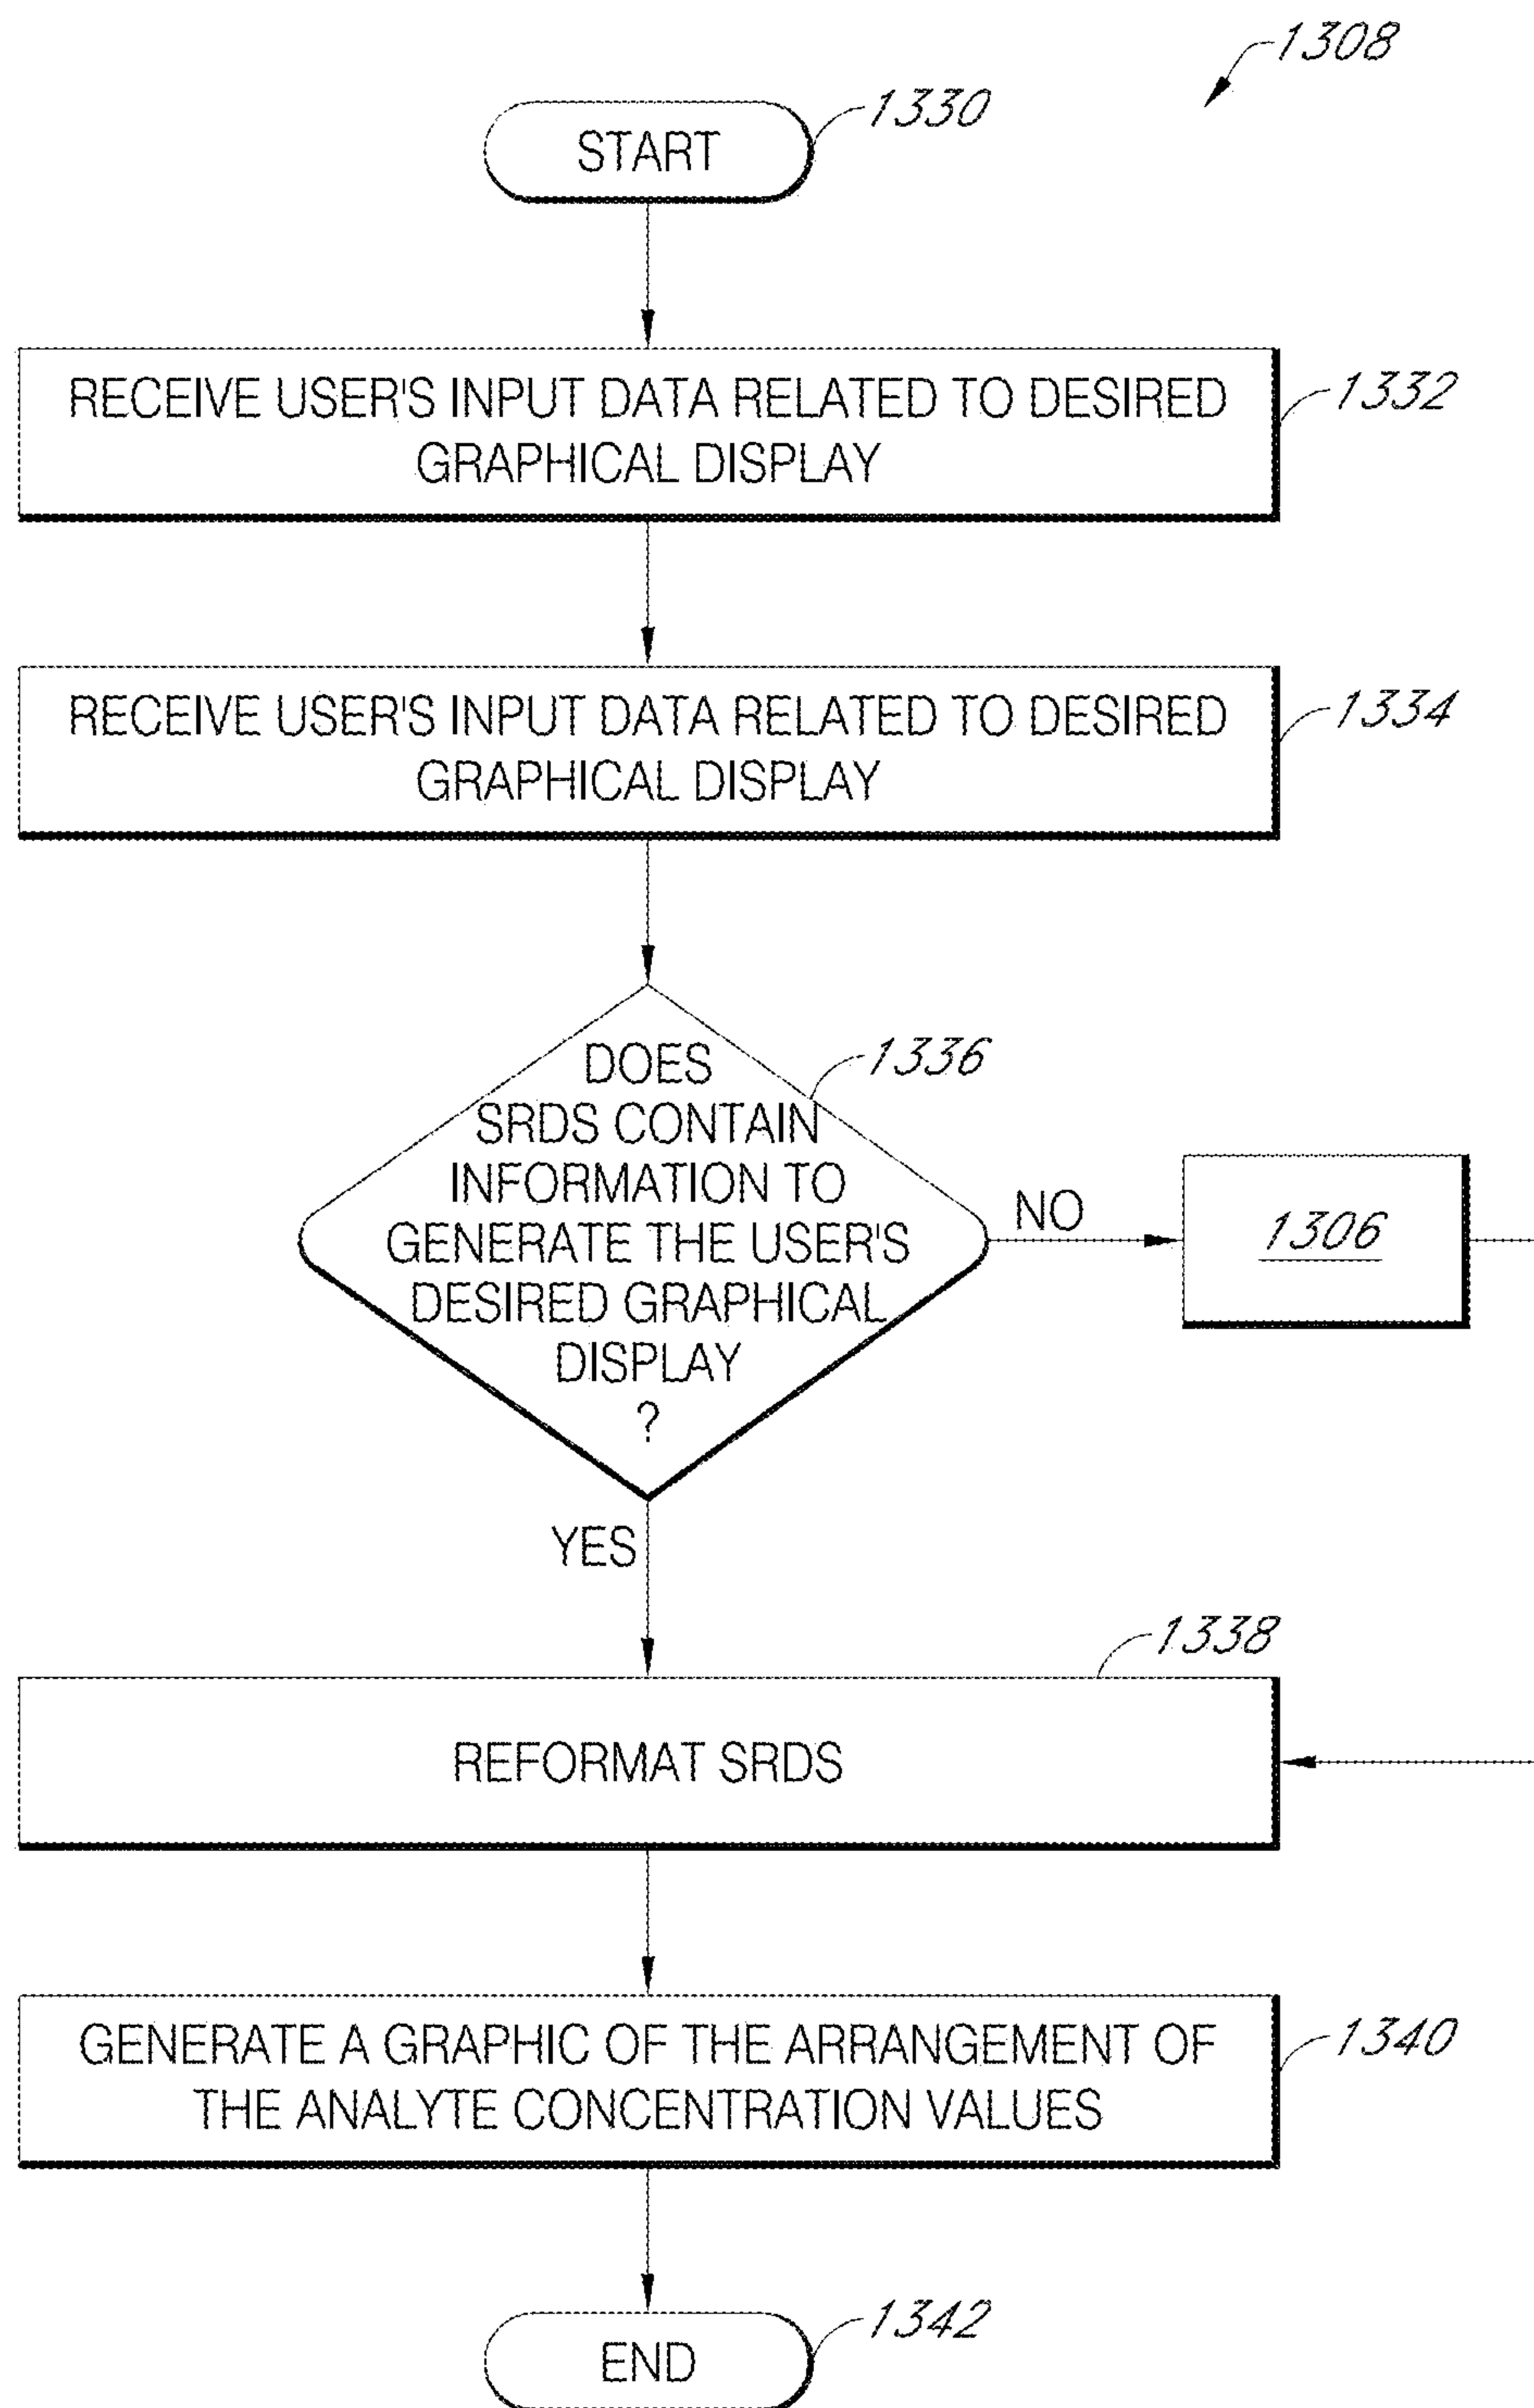 1308
START
1330
RECEIVE USER'S INPUT DATA RELATED TO DESIRED
GRAPHICAL DISPLAY
1332
RECEIVE USER'S INPUT DATA RELATED TO DESIRED
GRAPHICAL DISPLAY
1334
DOES
SRDS CONTAIN
INFORMATION TO
GENERATE THE USER'S
DESIRED GRAPHICAL
DISPLAY
?
1336
NO
1306
YES
1338
REFORMAT SRDS
GENERATE A GRAPHIC OF THE ARRANGEMENT OF
THE ANALYTE CONCENTRATION VALUES
1340
END
1342